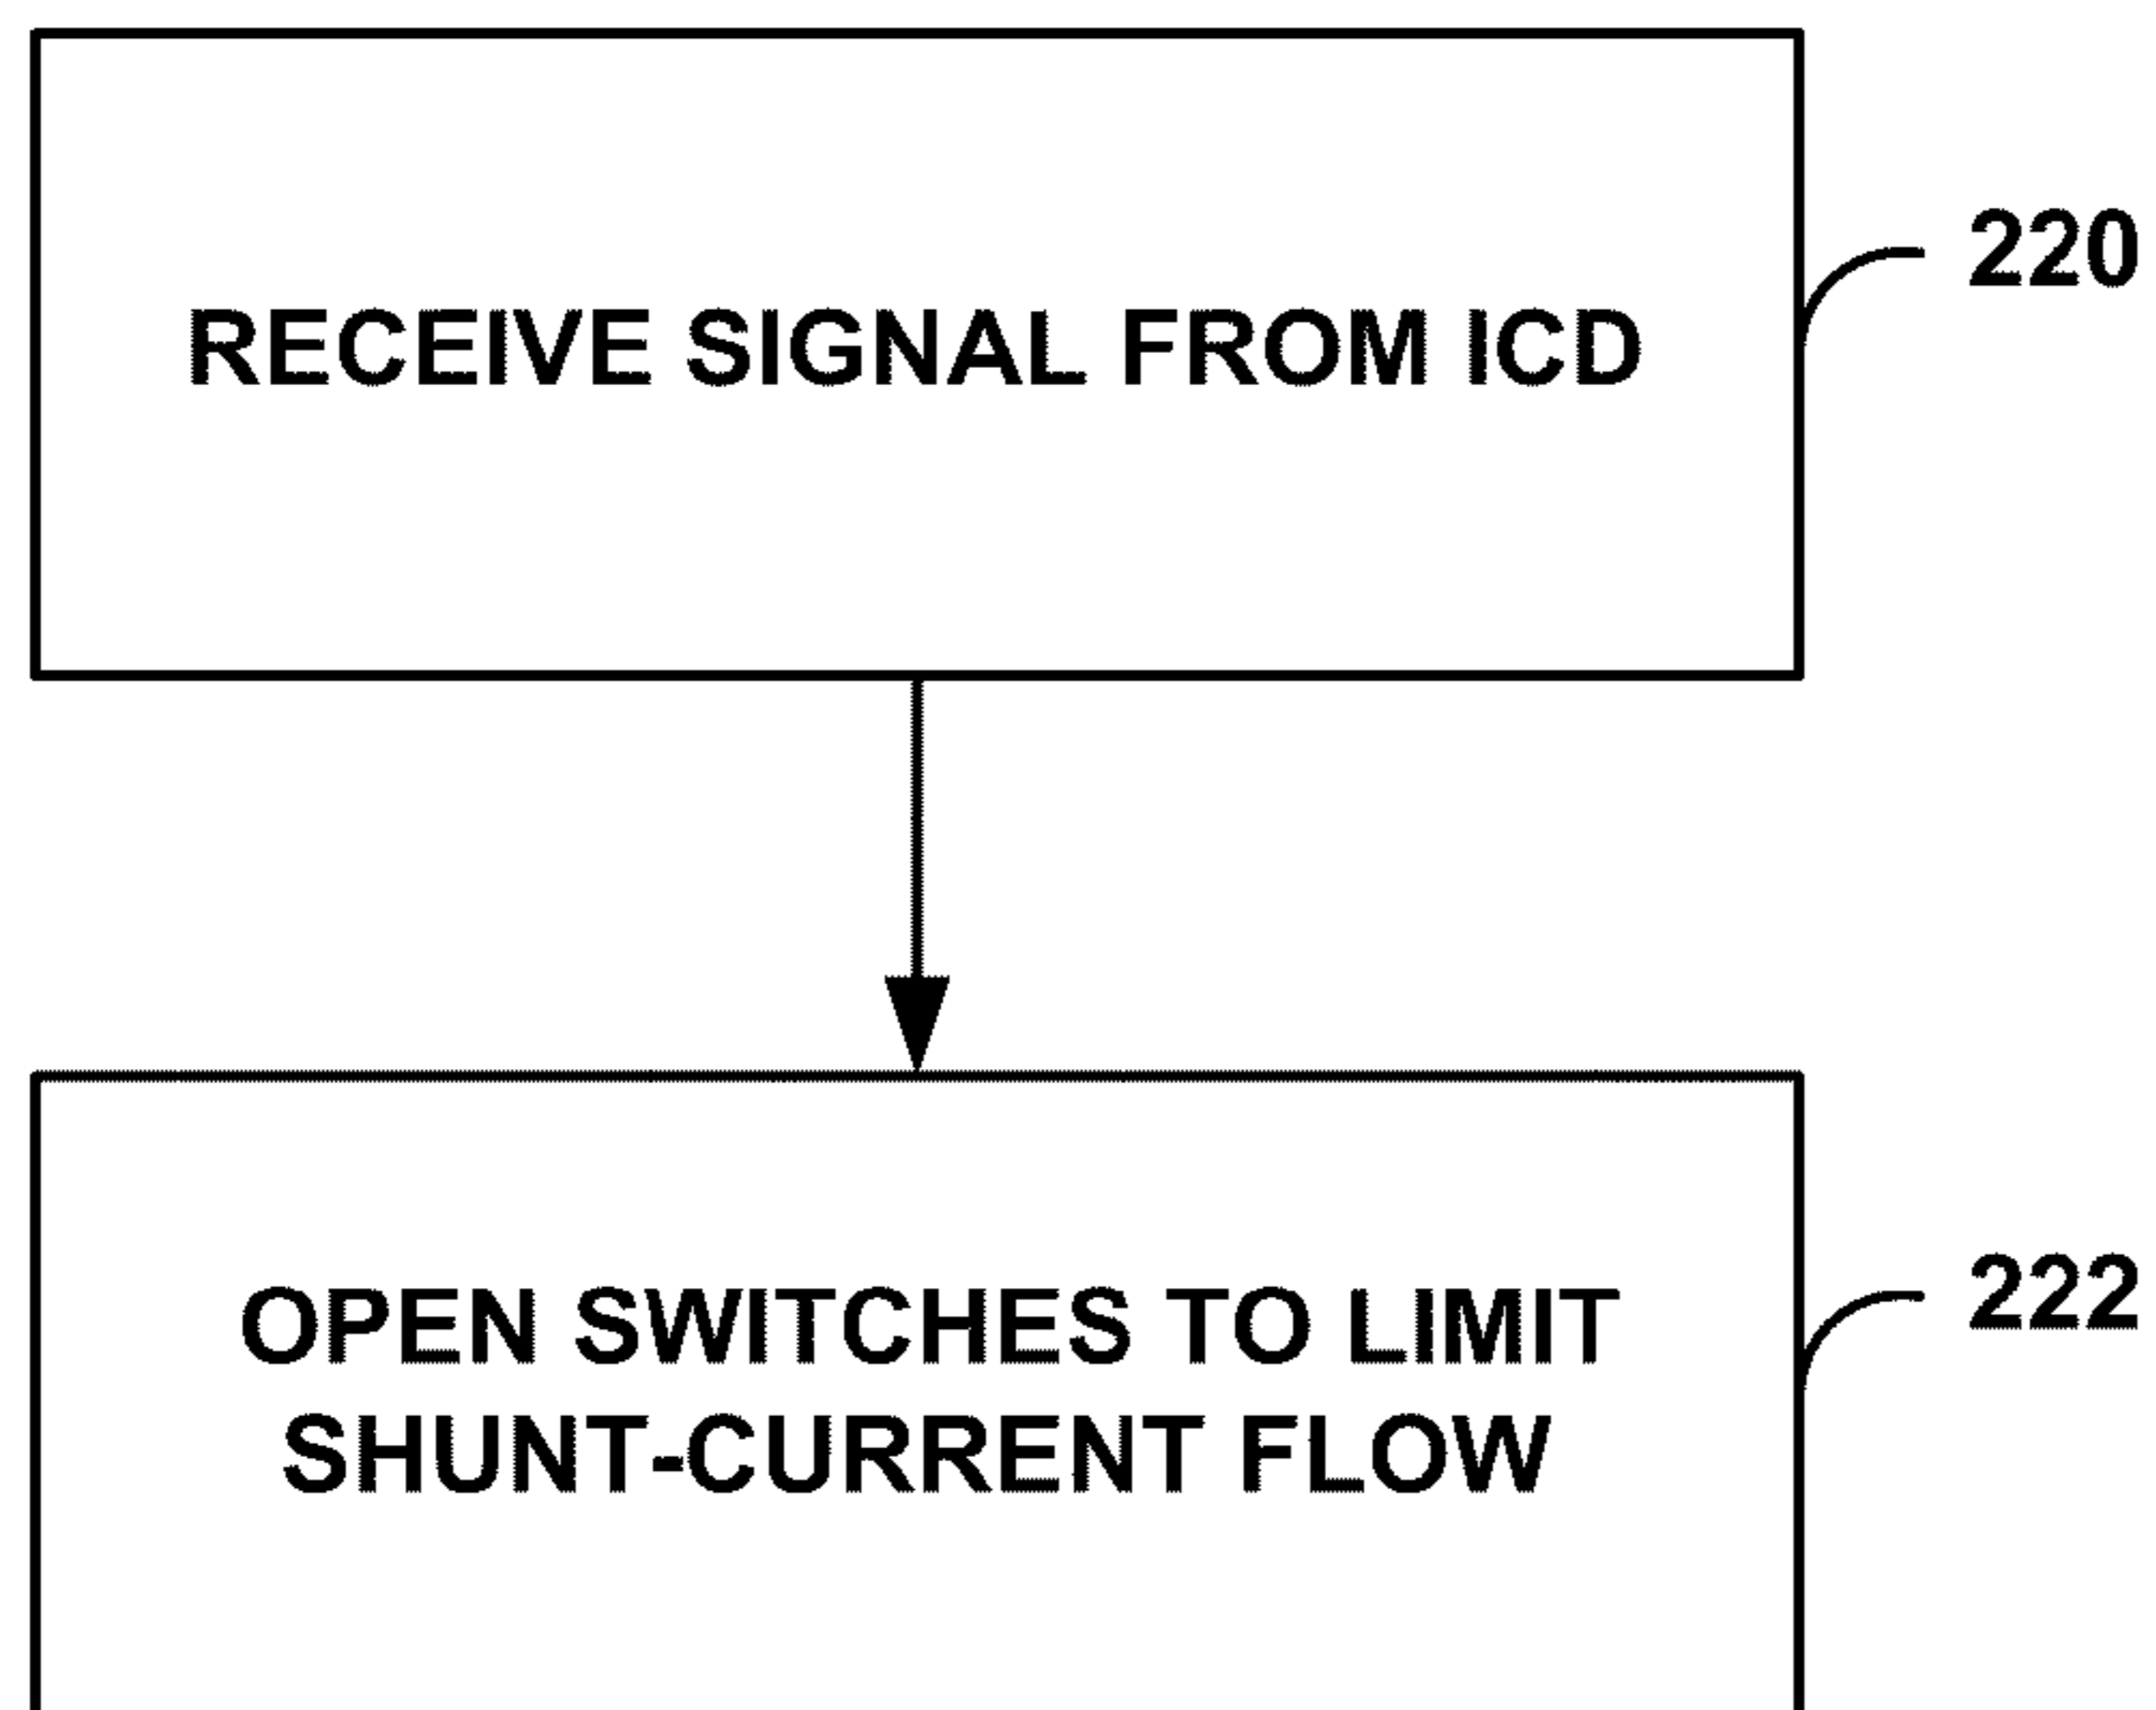 RECEIVE SIGNAL FROM ICD
220
OPEN SWITCHES TO LIMIT
SHUNT-CURRENT FLOW
222